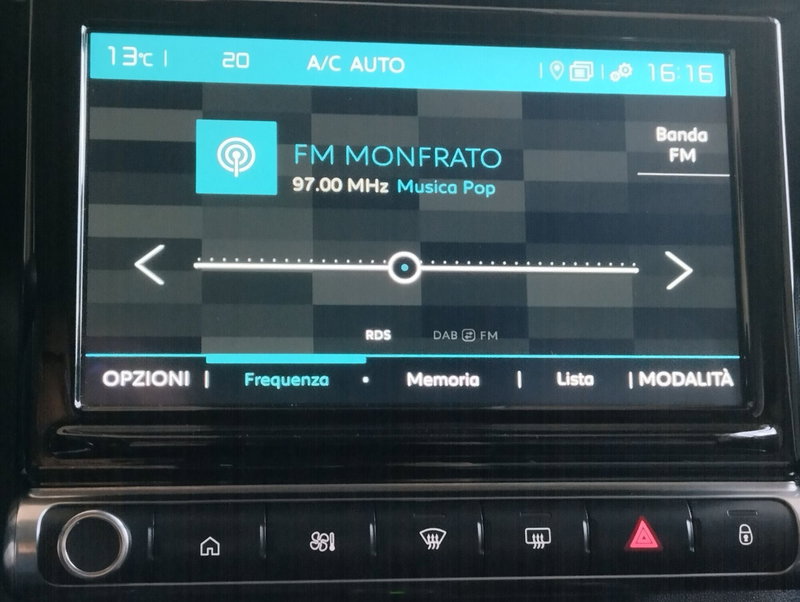 13°C | 20 A/C AUTO | | 16:16
FM MONFRATO
97.00 MHz Musica Pop
Banda
FM
RDS DAB FM
OPZIONI | Frequenza • Memoria | Lista | MODALITÀ